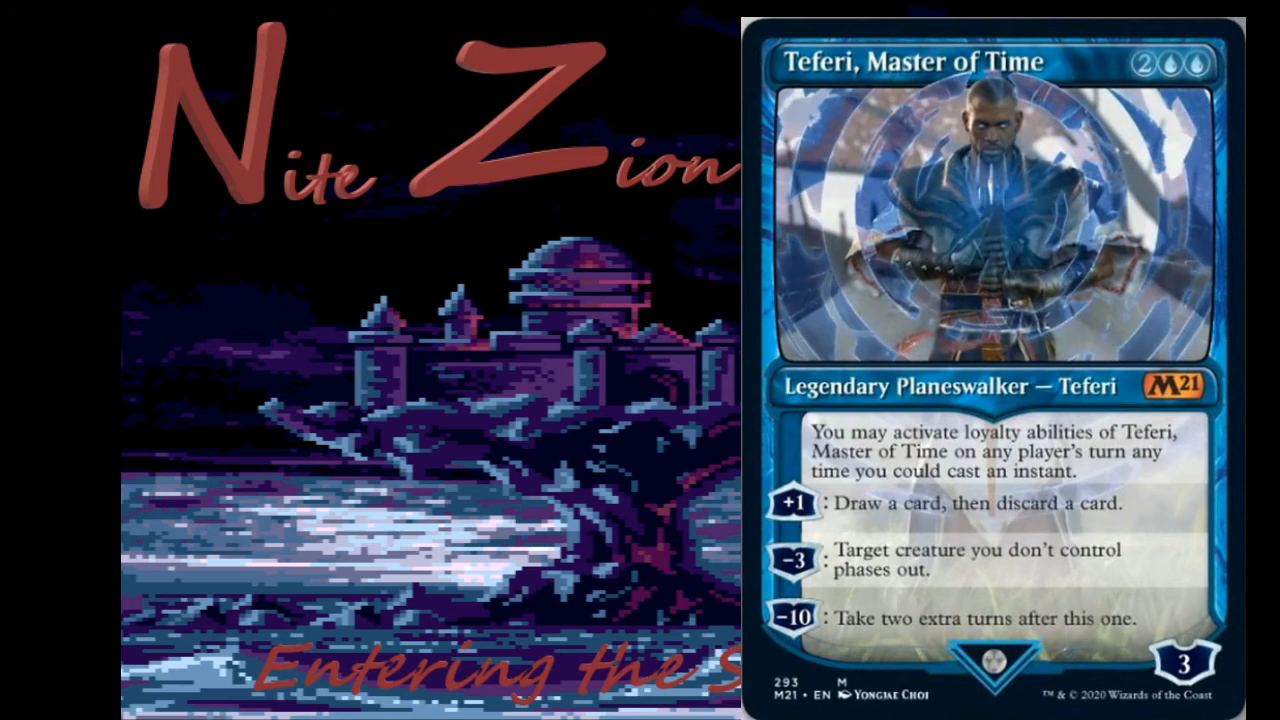 Nite Zion
Entering the S
Teferi, Master of Time 2
Legendary Planeswalker — Teferi M21
You may activate loyalty abilities of Teferi,
Master of Time on any player's turn any
time you could cast an instant.
+1 : Draw a card, then discard a card.
−3 : Target creature you don't control
phases out.
−10 : Take two extra turns after this one.
3
293 M
M21 • EN Yongjae Choi
™ & © 2020 Wizards of the Coast